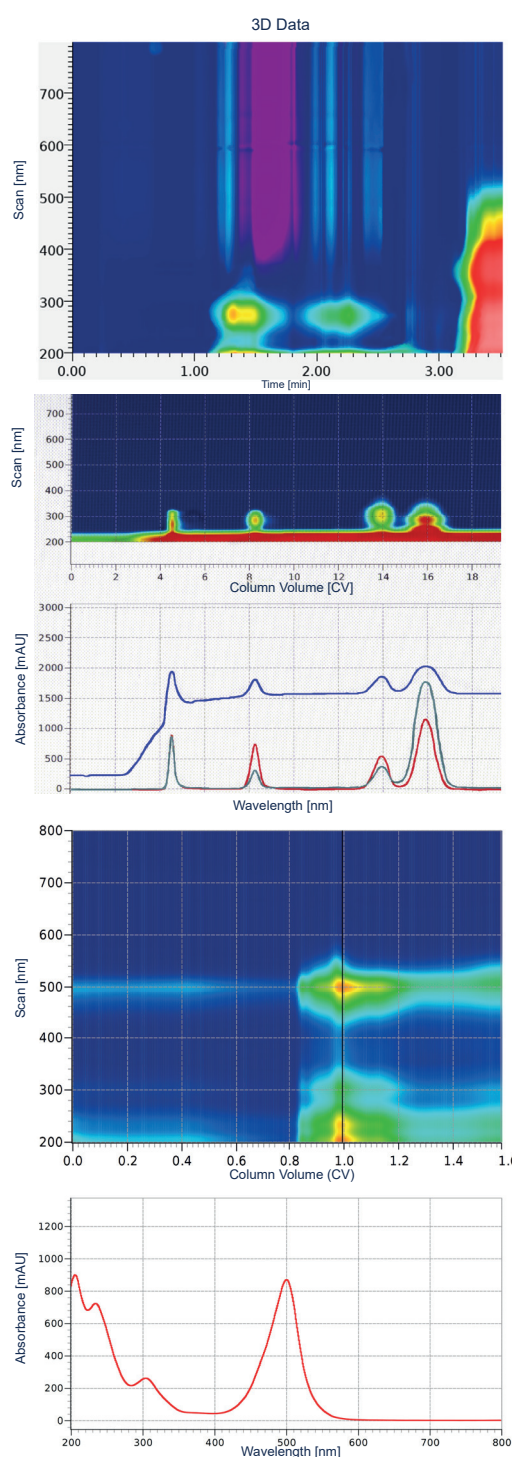 3D Data
Scan [nm]
700
600
500
400
300
200
0.00 1.00 2.00 3.00
Time [min]
Scan [nm]
700
600
500
400
300
200
0 2 4 6 8 10 12 14 16 18
Column Volume [CV]
Absorbance [mAU]
3000
2500
2000
1500
1000
500
0
Wavelength [nm]
Scan [nm]
800
700
600
500
400
300
200
0.0 0.2 0.4 0.6 0.8 1.0 1.2 1.4 1.6
Column Volume (CV)
Absorbance [mAU]
1200
1000
800
600
400
200
0
200 300 400 500 600 700 800
Wavelength [nm]